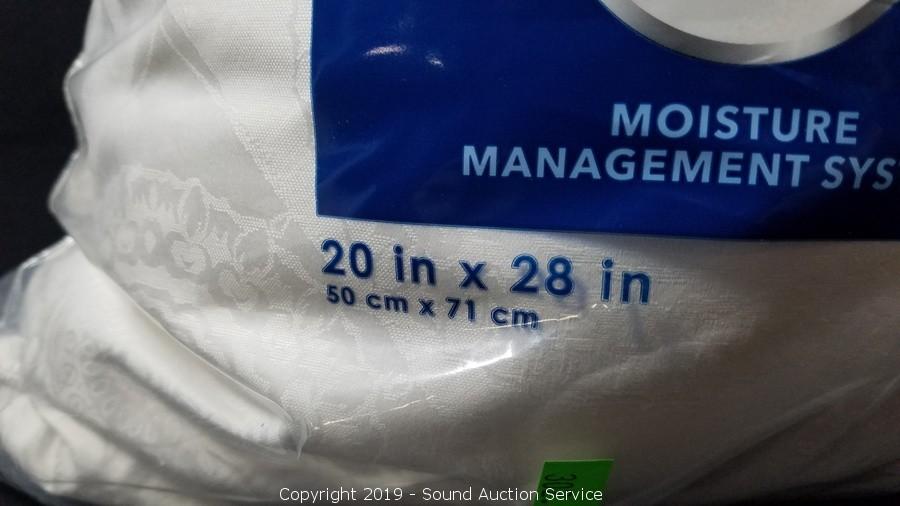 MOISTURE
MANAGEMENT SYS
20 in x 28 in
50 cm x 71 cm
Copyright 2019 - Sound Auction Service